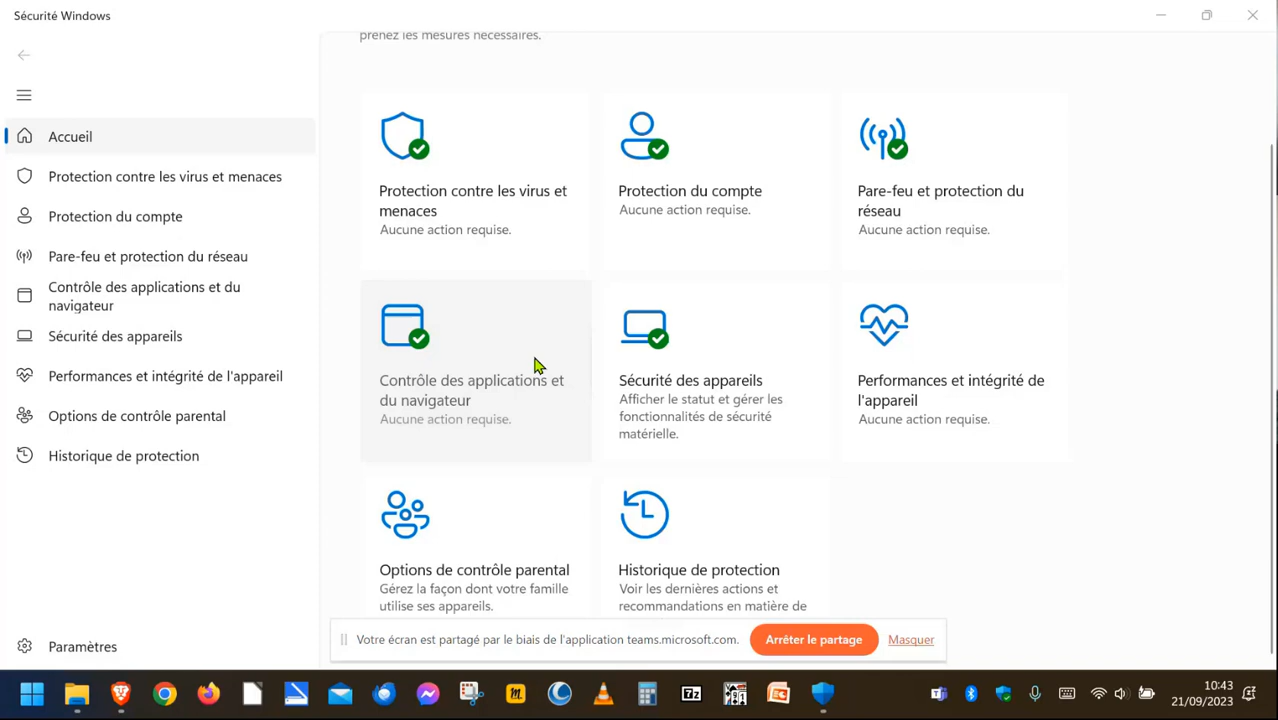 Sécurité Windows
prenez les mesures nécessaires.
Accueil
Protection contre les virus et menaces
Protection du compte
Pare-feu et protection du réseau
Contrôle des applications et du
navigateur
Sécurité des appareils
Performances et intégrité de l'appareil
Options de contrôle parental
Historique de protection
Paramètres
Protection contre les virus et
menaces
Aucune action requise.
Protection du compte
Aucune action requise.
Pare-feu et protection du
réseau
Aucune action requise.
Contrôle des applications et
du navigateur
Aucune action requise.
Sécurité des appareils
Afficher le statut et gérer les
fonctionnalités de sécurité
matérielle.
Performances et intégrité de
l'appareil
Aucune action requise.
Options de contrôle parental
Gérez la façon dont votre famille
utilise ses appareils.
Historique de protection
Voir les dernières actions et
recommandations en matière de
Votre écran est partagé par le biais de l'application teams.microsoft.com.
Arrêter le partage
Masquer
7z
10:43
21/09/2023